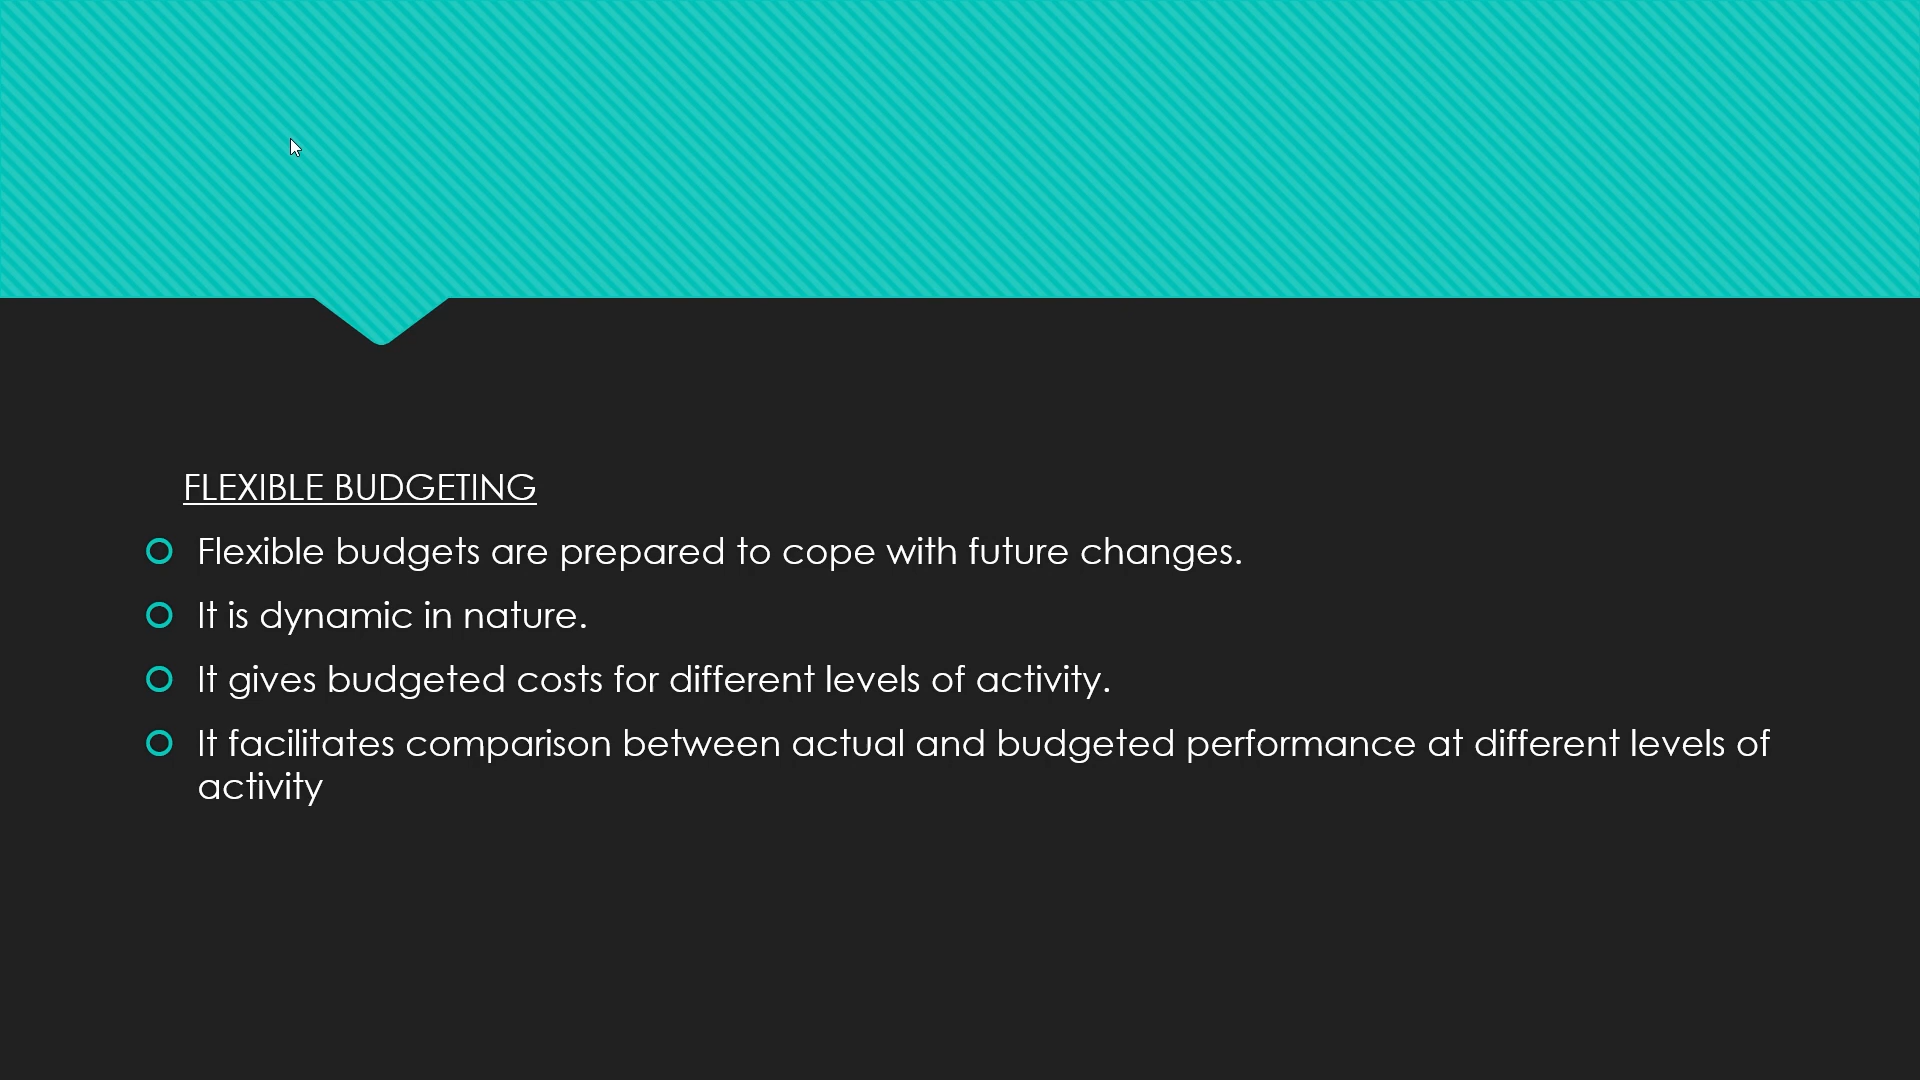 FLEXIBLE BUDGETING
Flexible budgets are prepared to cope with future changes.
It is dynamic in nature.
It gives budgeted costs for different levels of activity.
It facilitates comparison between actual and budgeted performance at different levels of
activity